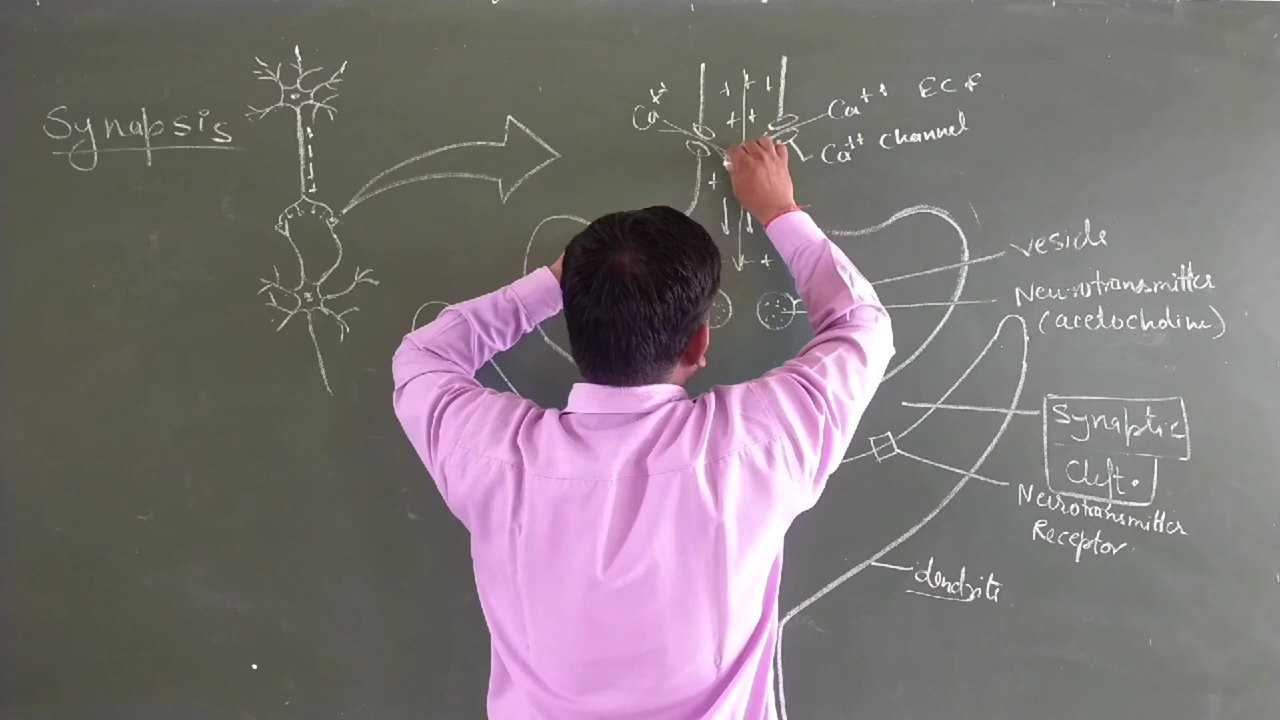 Synapsis
Ca++
Ca++ ECF
Ca++ channel
vesicle
Neurotransmitter
(acetocholine)
Synaptic
Cleft.
Neurotransmitter
Receptor
dendrite